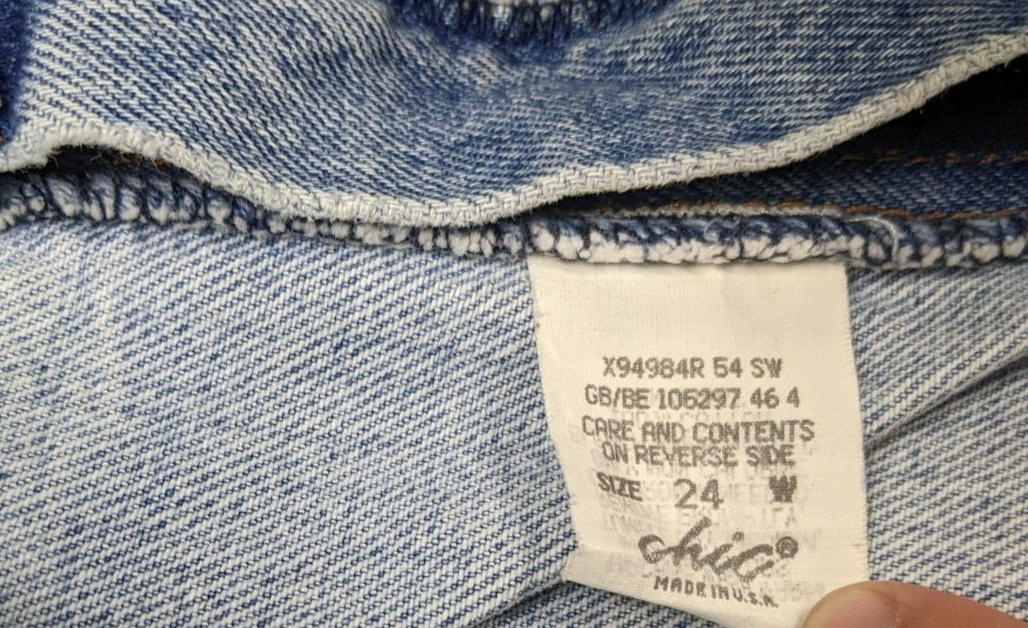 X94984R 54 SW
GB/BE 106297 46 4
CARE AND CONTENTS
ON REVERSE SIDE
SIZE 24 W
chic®
MADE IN U.S.A.